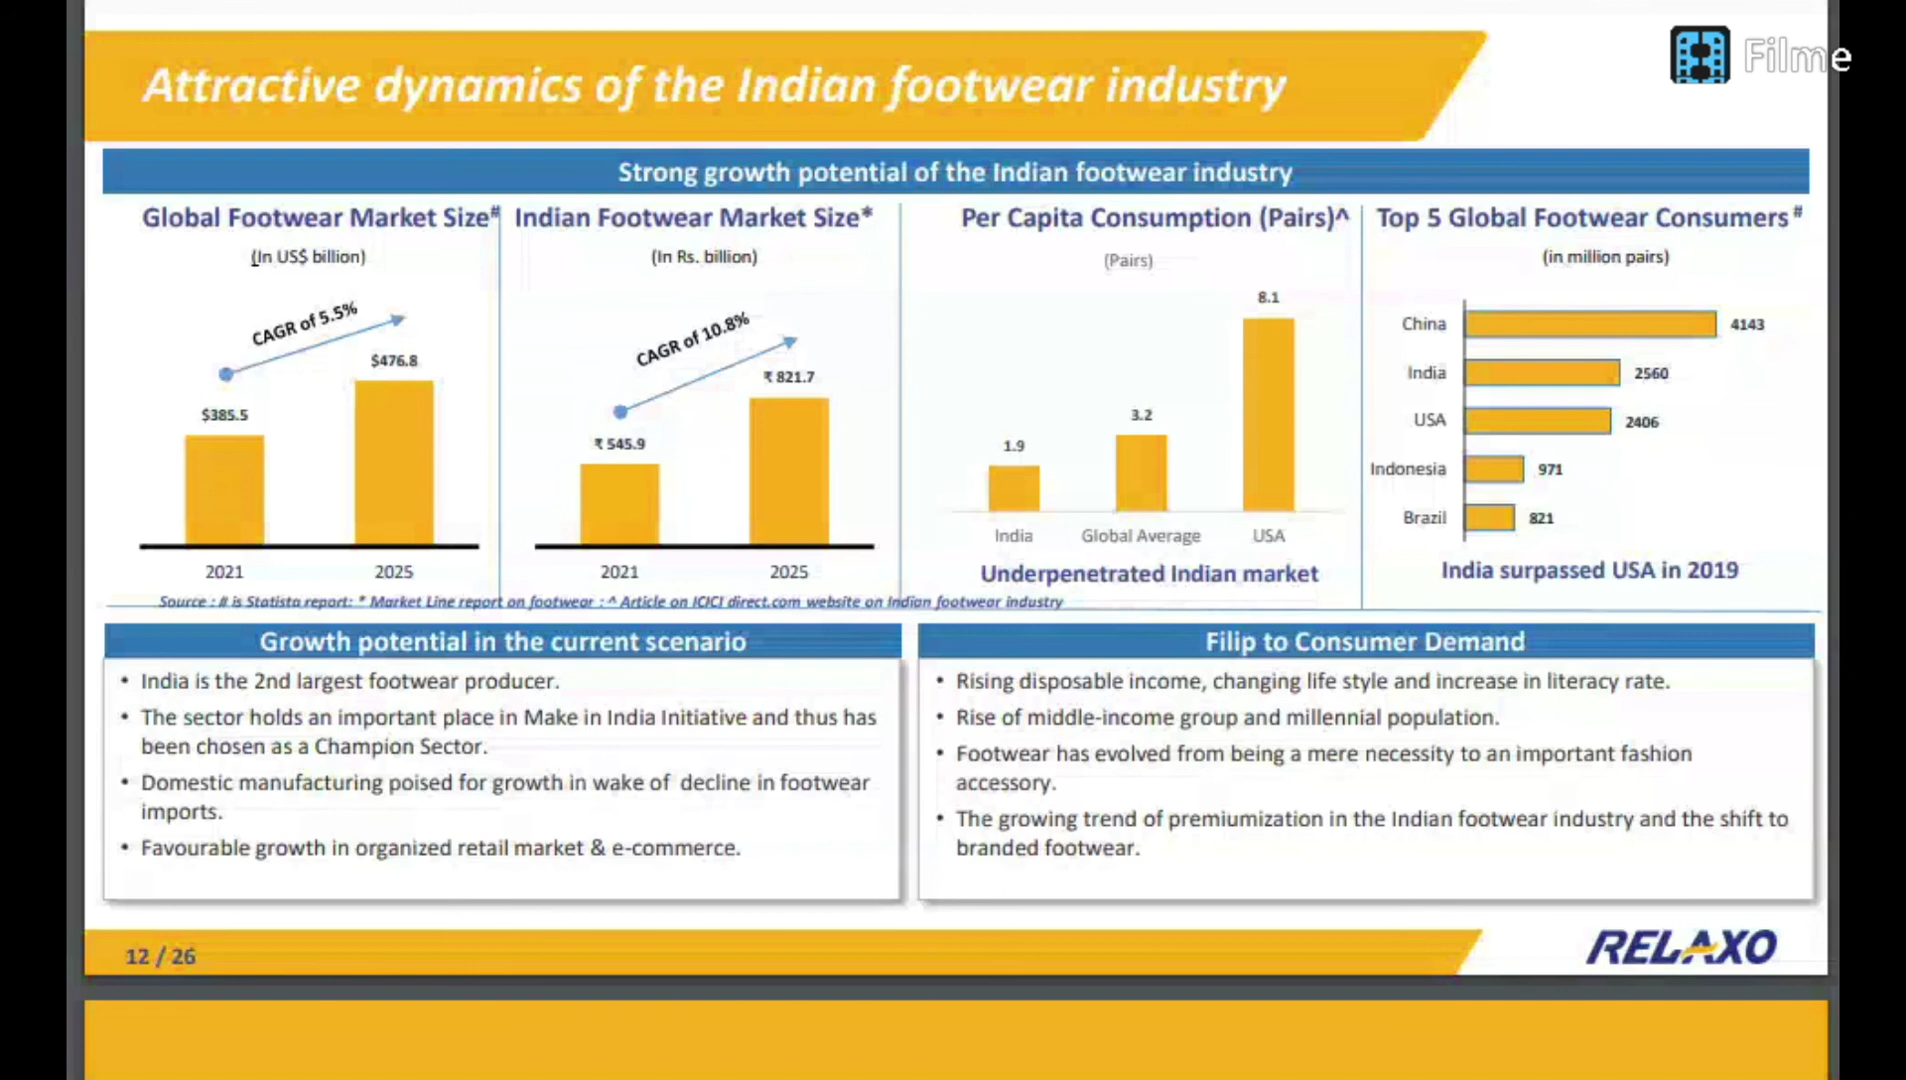 Filme
Attractive dynamics of the Indian footwear industry
Strong growth potential of the Indian footwear industry
Global Footwear Market Size#
(In US$ billion)
CAGR of 5.5%
$385.5
$476.8
2021 2025
Indian Footwear Market Size*
(In Rs. billion)
CAGR of 10.8%
₹ 545.9
₹ 821.7
2021 2025
Per Capita Consumption (Pairs)^
(Pairs)
1.9
3.2
8.1
India Global Average USA
Underpenetrated Indian market
Top 5 Global Footwear Consumers #
(in million pairs)
China 4143
India 2560
USA 2406
Indonesia 971
Brazil 821
India surpassed USA in 2019
Source : # is Statista report: * Market Line report on footwear : ^ Article on ICICI direct.com website on Indian footwear industry
Growth potential in the current scenario
• India is the 2nd largest footwear producer.
• The sector holds an important place in Make in India Initiative and thus has
been chosen as a Champion Sector.
• Domestic manufacturing poised for growth in wake of decline in footwear
imports.
• Favourable growth in organized retail market & e-commerce.
Filip to Consumer Demand
• Rising disposable income, changing life style and increase in literacy rate.
• Rise of middle-income group and millennial population.
• Footwear has evolved from being a mere necessity to an important fashion
accessory.
• The growing trend of premiumization in the Indian footwear industry and the shift to
branded footwear.
12 / 26
RELAXO